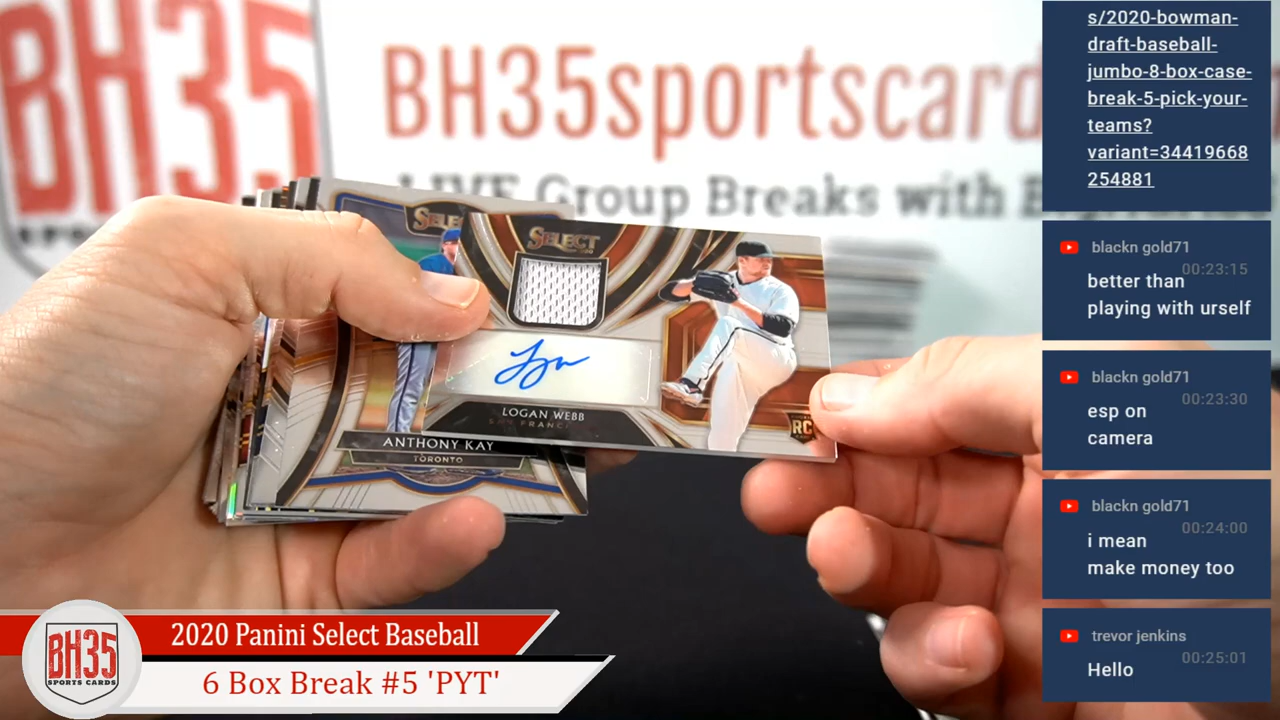 BH35
SPORTS
BH35sportscard
LIVE Group Breaks with
SELECT
SELECT
LOGAN WEBB
SAN FRANC
RC
ANTHONY KAY
TORONTO
2020 Panini Select Baseball
6 Box Break #5 'PYT'
BH35
SPORTS CARDS
s/2020-bowman-
draft-baseball-
jumbo-8-box-case-
break-5-pick-your-
teams?
variant=34419668
254881
blackn gold71
00:23:15
better than
playing with urself
blackn gold71
00:23:30
esp on
camera
blackn gold71
00:24:00
i mean
make money too
trevor jenkins
00:25:01
Hello